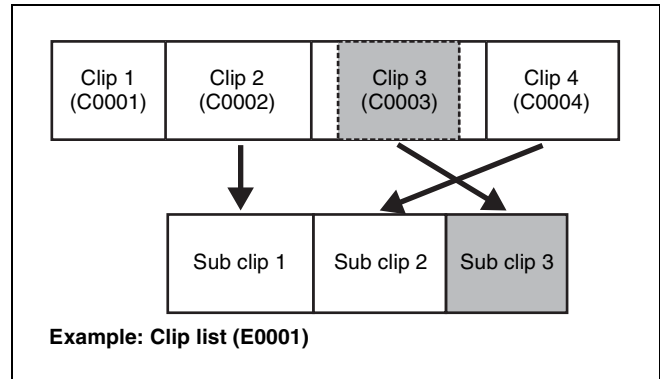 Clip 1
(C0001)
Clip 2
(C0002)
Clip 3
(C0003)
Clip 4
(C0004)
Sub clip 1
Sub clip 2
Sub clip 3
Example: Clip list (E0001)